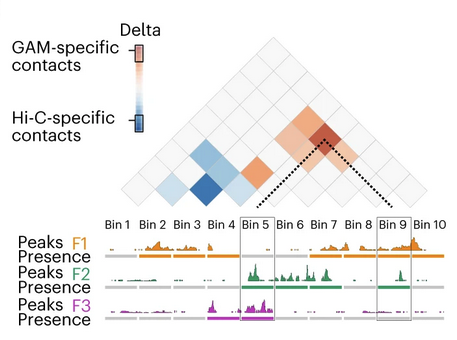 Delta
GAM-specific
contacts
Hi-C-specific
contacts
Bin 1 Bin 2 Bin 3 Bin 4 Bin 5 Bin 6 Bin 7 Bin 8 Bin 9 Bin 10
Peaks F1
Presence
Peaks F2
Presence
Peaks F3
Presence